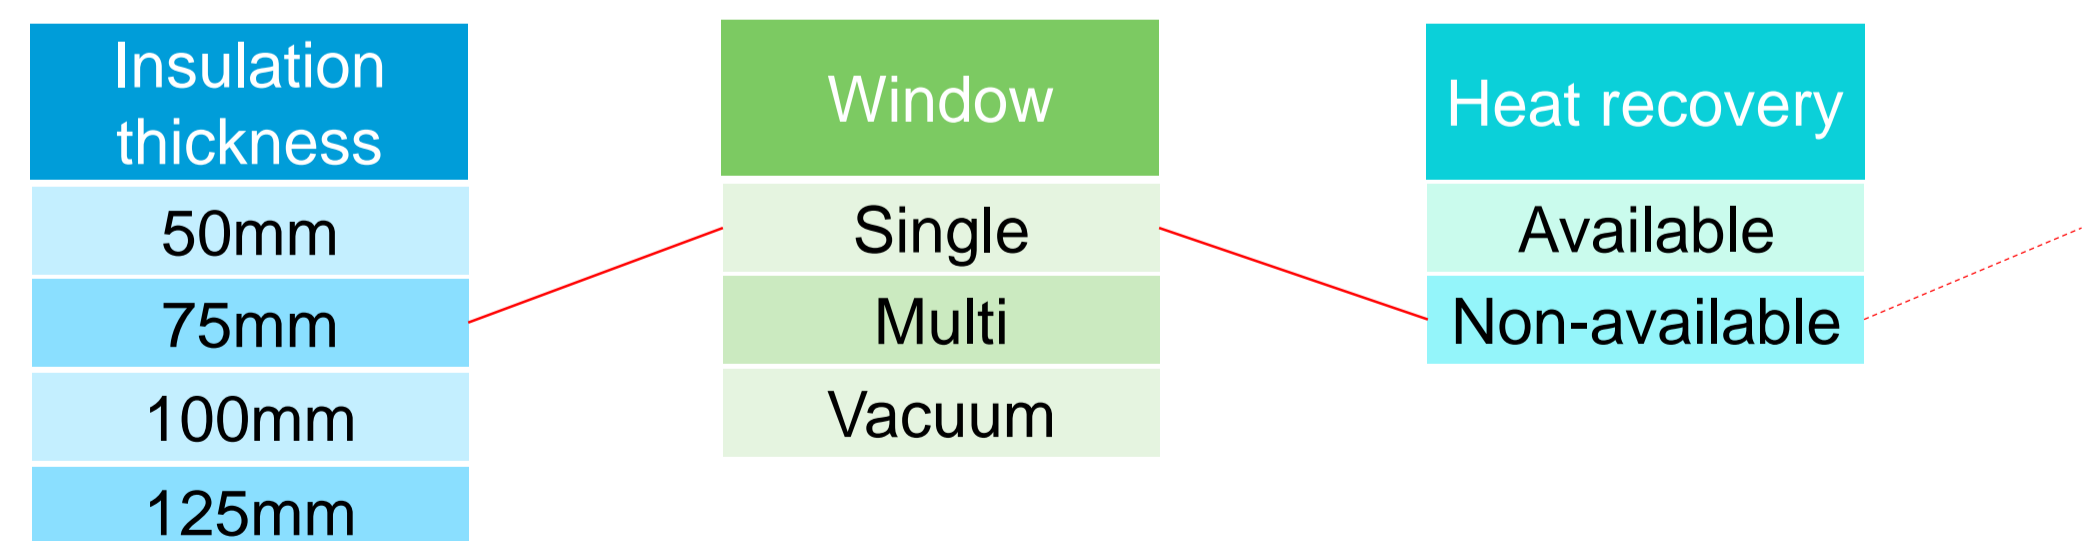 Insulation
thickness
50mm
75mm
100mm
125mm
Window
Single
Multi
Vacuum
Heat recovery
Available
Non-available